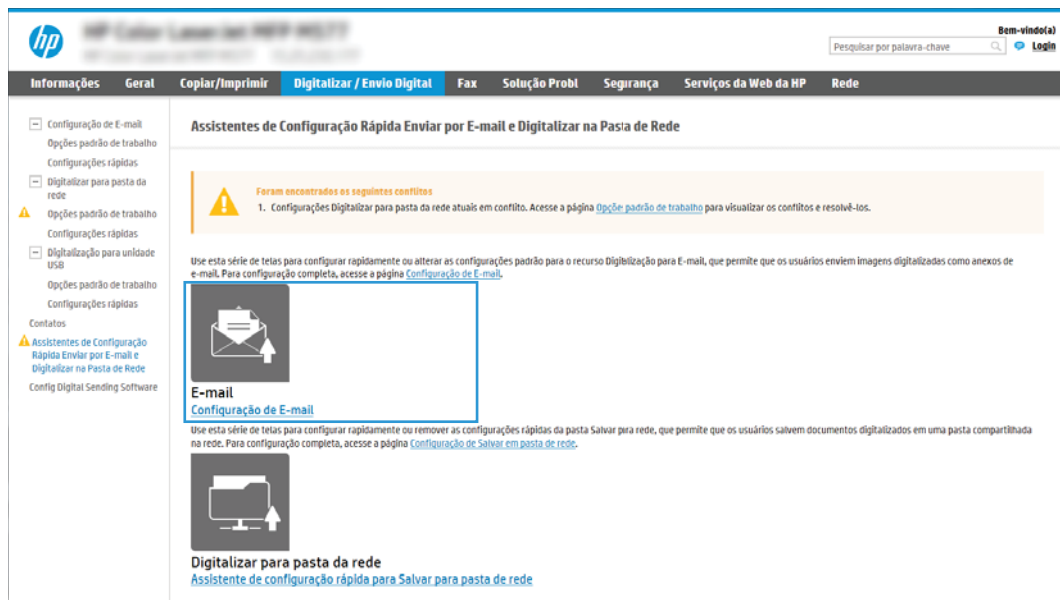 hp
Bem-vindo(a)
Pesquisar por palavra-chave
Login
Informações Geral Copiar/Imprimir Digitalizar / Envio Digital Fax Solução Probl Segurança Serviços da Web da HP Rede
Configuração de E-mail
Opções padrão de trabalho
Configurações rápidas
Digitalizar para pasta da
rede
Opções padrão de trabalho
Configurações rápidas
Digitalização para unidade
USB
Opções padrão de trabalho
Configurações rápidas
Contatos
Assistentes de Configuração
Rápida Enviar por E-mail e
Digitalizar na Pasta de Rede
Config Digital Sending Software
Assistentes de Configuração Rápida Enviar por E-mail e Digitalizar na Pasta de Rede
Foram encontrados os seguintes conflitos
1. Configurações Digitalizar para pasta da rede atuais em conflito. Acesse a página Opçõe padrão de trabalho para visualizar os conflitos e resolvê-los.
Use esta série de telas para configurar rapidamente ou alterar as configurações padrão para o recurso Digitalização para E-mail, que permite que os usuários enviem imagens digitalizadas como anexos de
e-mail. Para configuração completa, acesse a página Configuração de E-mail.
E-mail
Configuração de E-mail
Use esta série de telas para configurar rapidamente ou remover as configurações rápidas da pasta Salvar pira rede, que permite que os usuários salvem documentos digitalizados em uma pasta compartilhada
na rede. Para configuração completa, acesse a página Configuração de Salvar em pasta de rede.
Digitalizar para pasta da rede
Assistente de configuração rápida para Salvar para pasta de rede